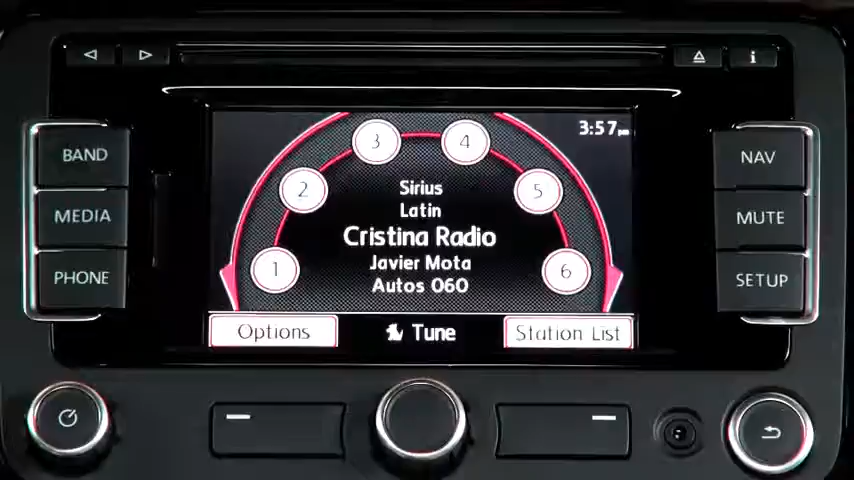 i
3:57pm
BAND
MEDIA
PHONE
NAV
MUTE
SETUP
1
2
3
4
5
6
Sirius
Latin
Cristina Radio
Javier Mota
Autos 060
Options
Tune
Station List